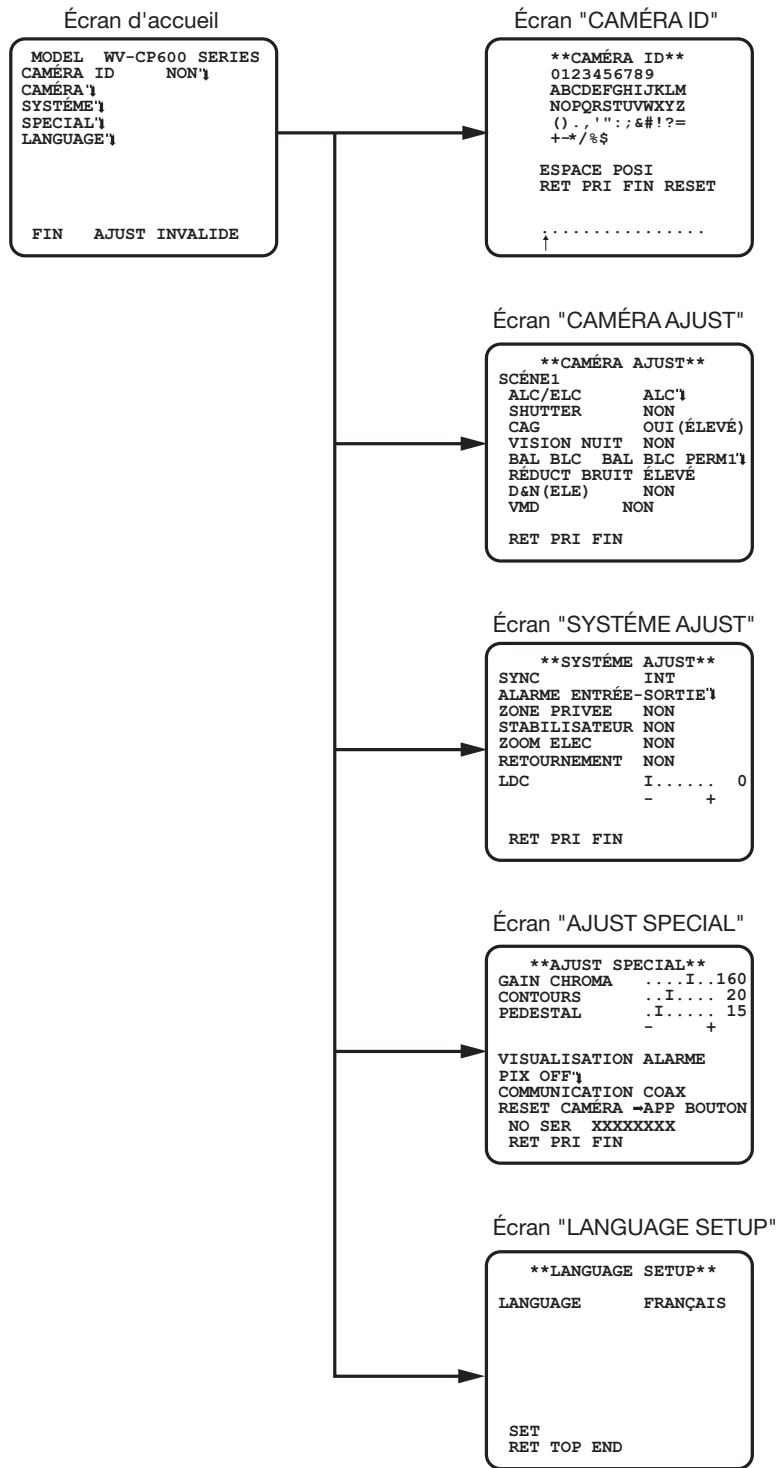 Écran d'accueil
MODEL WV-CP600 SERIES
CAMÉRA ID NON
CAMÉRA
SYSTÉME
SPECIAL
LANGUAGE
FIN AJUST INVALIDE
Écran "CAMÉRA ID"
**CAMÉRA ID**
0123456789
ABCDEFGHIJKLM
NOPQRSTUVWXYZ
().,'":;&#!?=
+-*/%$
ESPACE POSI
RET PRI FIN RESET
................
↑
Écran "CAMÉRA AJUST"
**CAMÉRA AJUST**
SCÉNE1
ALC/ELC ALC
SHUTTER NON
CAG OUI(ÉLEVÉ)
VISION NUIT NON
BAL BLC BAL BLC PERM1
RÉDUCT BRUIT ÉLEVÉ
D&N(ELE) NON
VMD NON
RET PRI FIN
Écran "SYSTÉME AJUST"
**SYSTÉME AJUST**
SYNC INT
ALARME ENTRÉE-SORTIE
ZONE PRIVEE NON
STABILISATEUR NON
ZOOM ELEC NON
RETOURNEMENT NON
LDC I...... 0
- +
RET PRI FIN
Écran "AJUST SPECIAL"
**AJUST SPECIAL**
GAIN CHROMA ....I..160
CONTOURS ..I.... 20
PEDESTAL .I..... 15
- +
VISUALISATION ALARME
PIX OFF
COMMUNICATION COAX
RESET CAMÉRA ➡APP BOUTON
NO SER XXXXXXXX
RET PRI FIN
Écran "LANGUAGE SETUP"
**LANGUAGE SETUP**
LANGUAGE FRANÇAIS
SET
RET TOP END